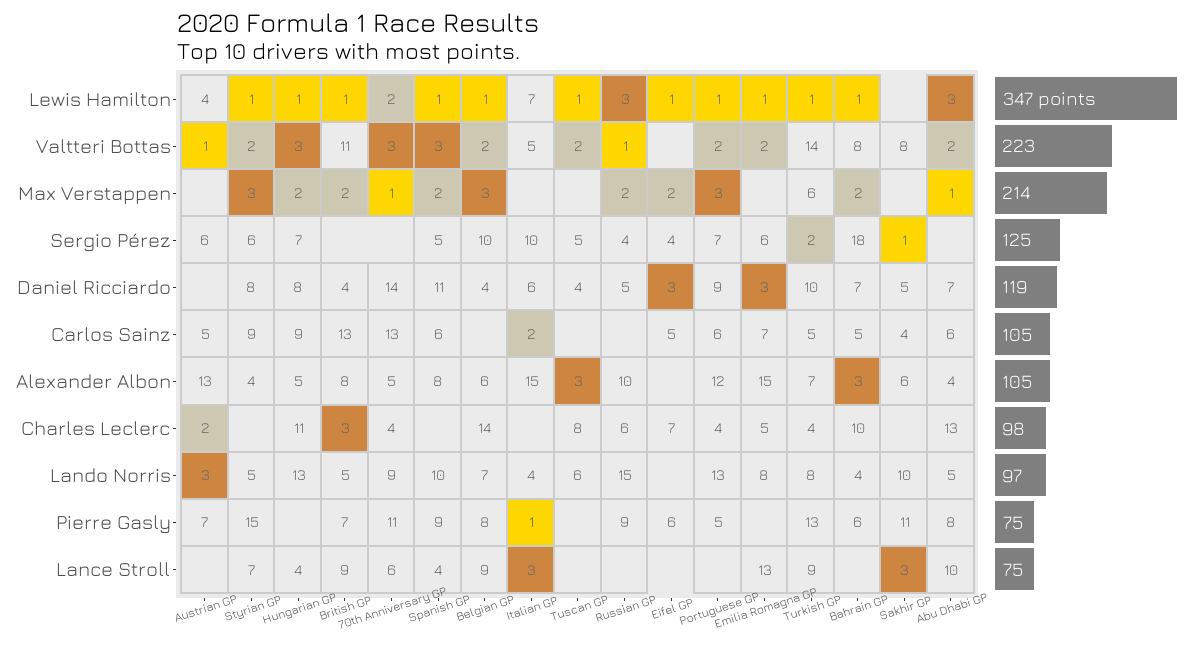 2020 Formula 1 Race Results
Top 10 drivers with most points.
Lewis Hamilton 4 1 1 1 2 1 1 7 1 3 1 1 1 1 1 3 347 points
Valtteri Bottas 1 2 3 11 3 3 2 5 2 1 2 2 14 8 8 2 223
Max Verstappen 3 2 2 1 2 3 2 2 3 6 2 1 214
Sergio Pérez 6 6 7 5 10 10 5 4 4 7 6 2 18 1 125
Daniel Ricciardo 8 8 4 14 11 4 6 4 5 3 9 3 10 7 5 7 119
Carlos Sainz 5 9 9 13 13 6 2 5 6 7 5 5 4 6 105
Alexander Albon 13 4 5 8 5 8 6 15 3 10 12 15 7 3 6 4 105
Charles Leclerc 2 11 3 4 14 8 6 7 4 5 4 10 13 98
Lando Norris 3 5 13 5 9 10 7 4 6 15 13 8 8 4 10 5 97
Pierre Gasly 7 15 7 11 9 8 1 9 6 5 13 6 11 8 75
Lance Stroll 7 4 9 6 4 9 3 13 9 3 10 75
Austrian GP Styrian GP Hungarian GP British GP 70th Anniversary GP Spanish GP Belgian GP Italian GP Tuscan GP Russian GP Eifel GP Portuguese GP Emilia Romagna GP Turkish GP Bahrain GP Sakhir GP Abu Dhabi GP